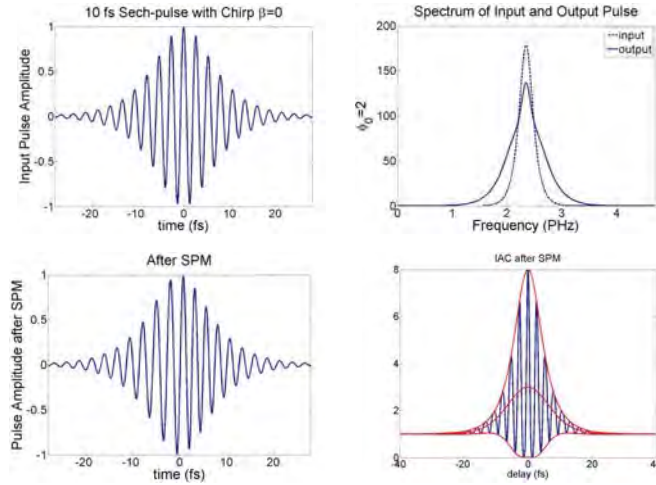 10 fs Sech-pulse with Chirp β=0
Input Pulse Amplitude
1
0.5
0
-0.5
-1
-20 -10 0 10 20
time (fs)
Spectrum of Input and Output Pulse
input
output
ϕ0=2
200
150
100
50
0
0 1 2 3 4
Frequency (PHz)
After SPM
Pulse Amplitude after SPM
1
0.5
0
-0.5
-1
-20 -10 0 10 20
time (fs)
IAC after SPM
8
6
4
2
0
-40 -20 0 20 40
delay (fs)